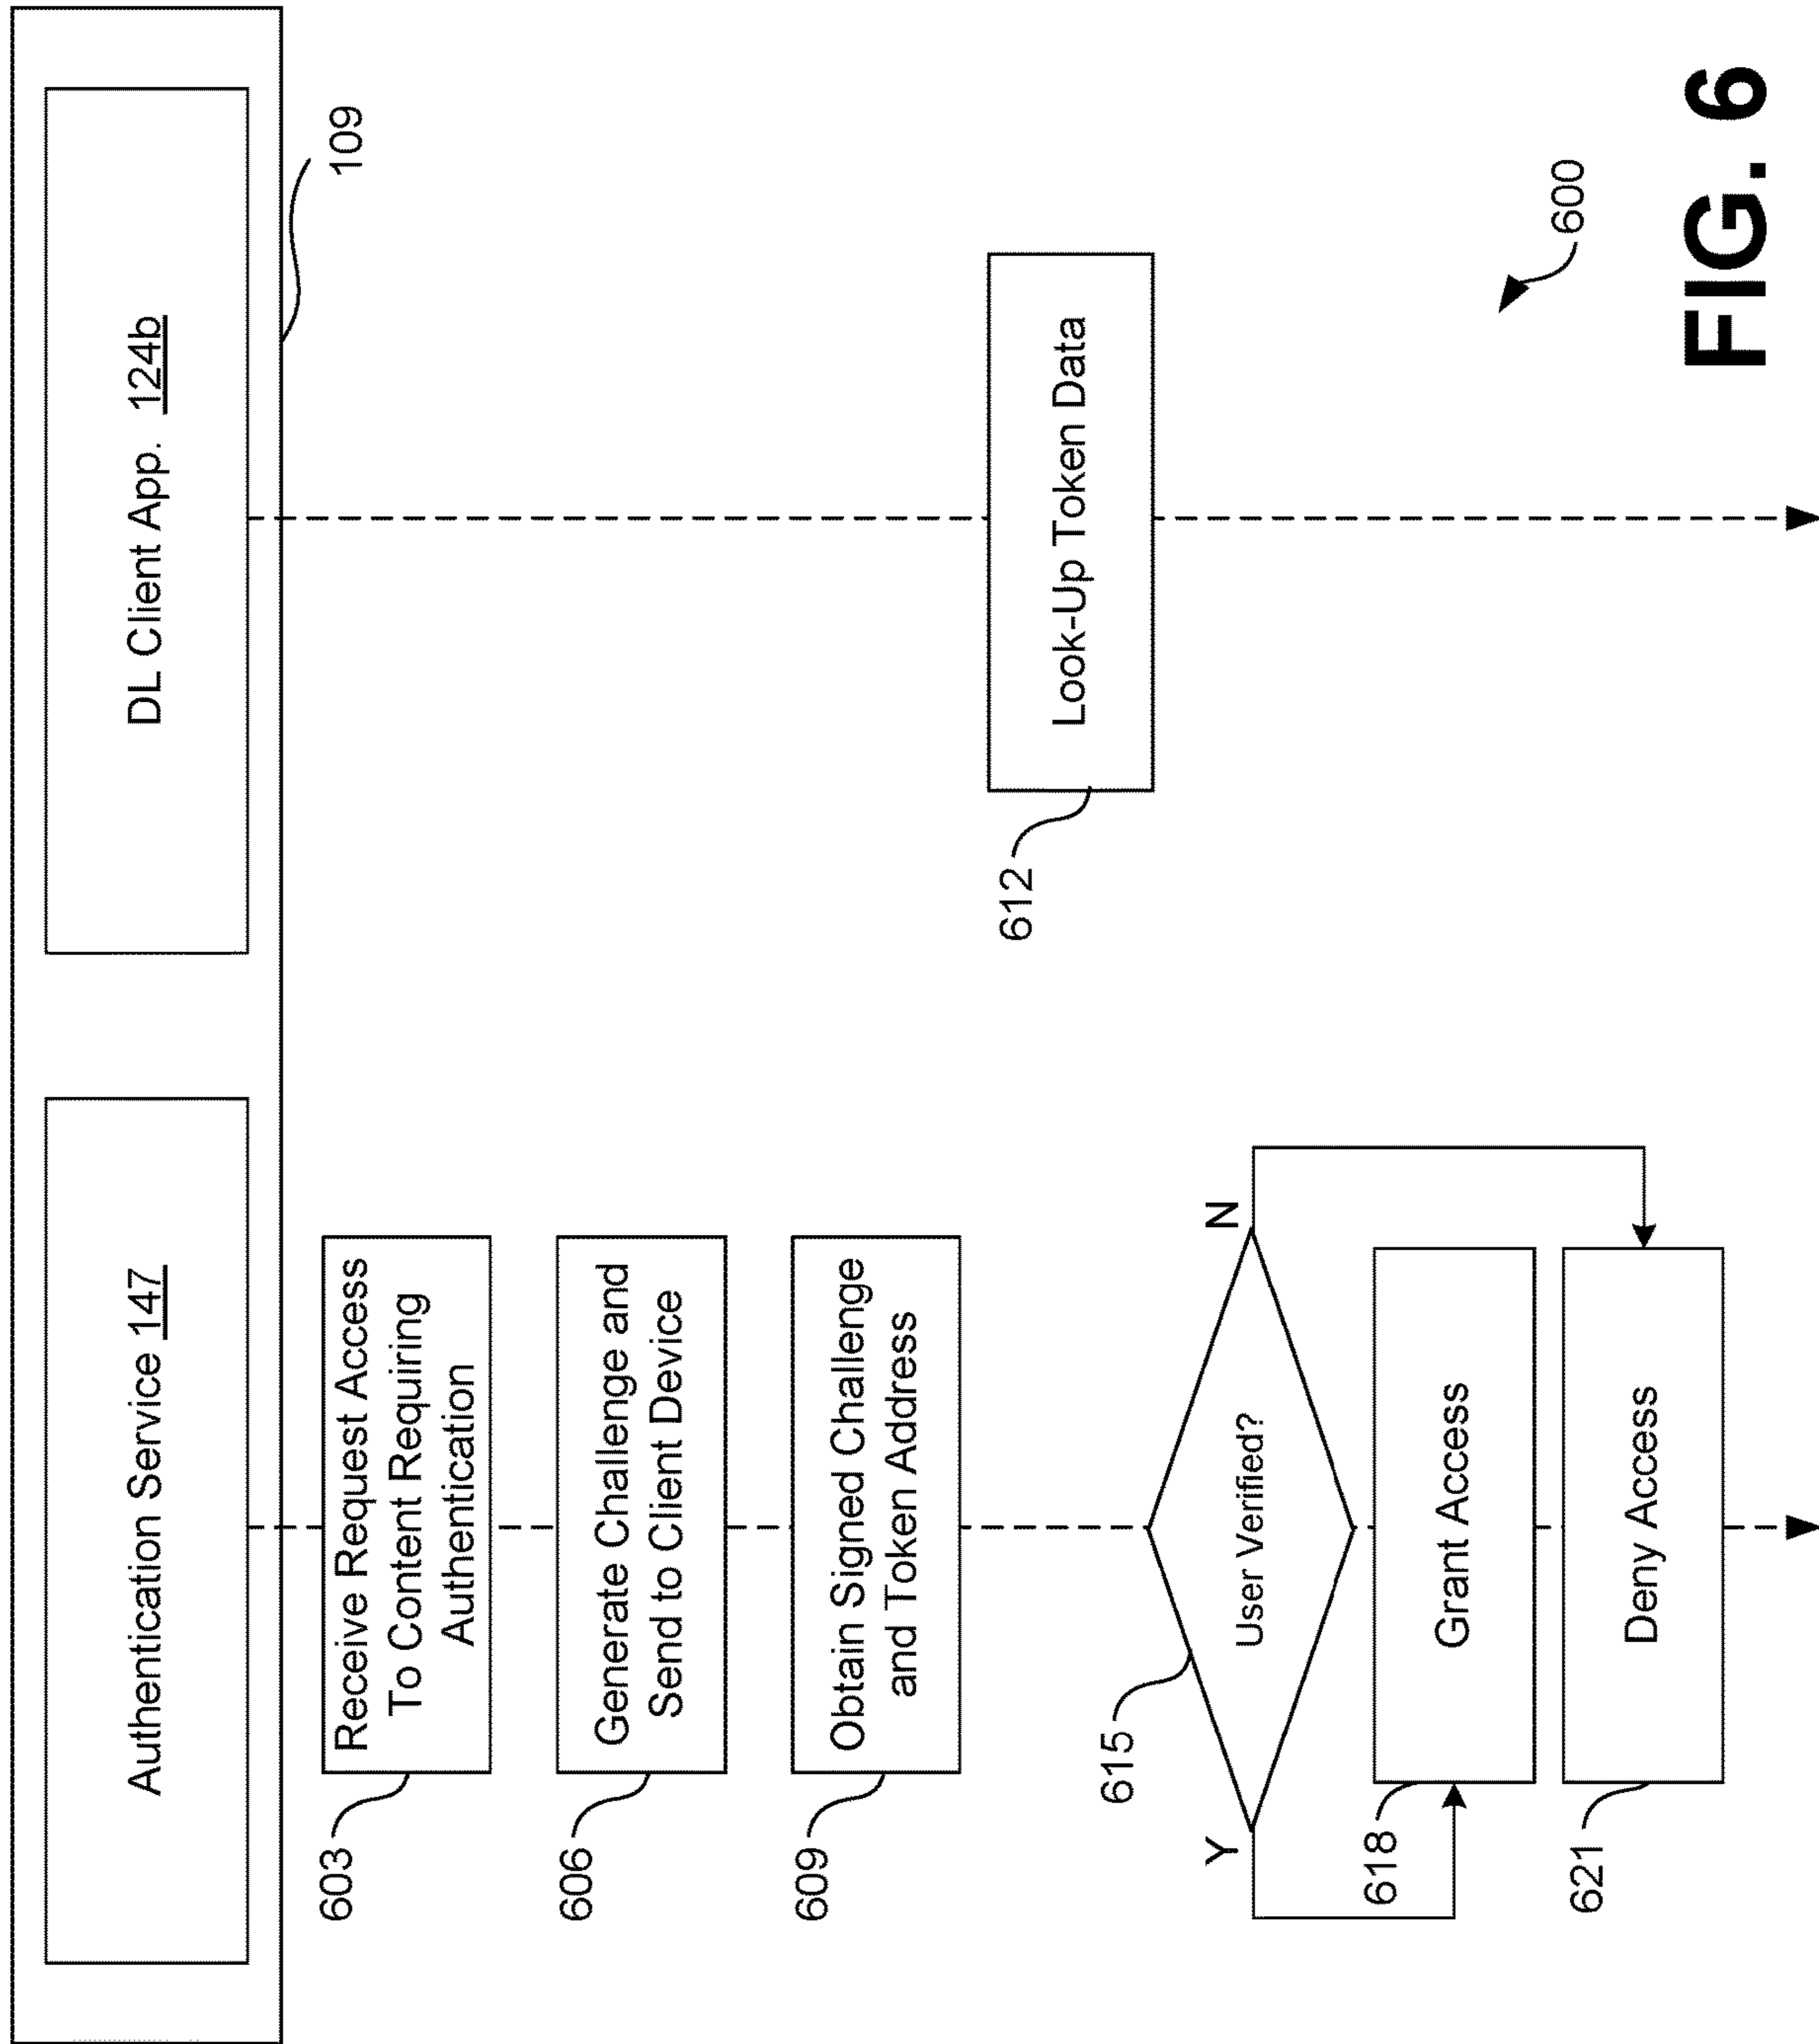 Authentication Service 147
DL Client App. 124b
109
Receive Request Access
To Content Requiring
Authentication
603
Generate Challenge and
Send to Client Device
606
Obtain Signed Challenge
and Token Address
609
Look-Up Token Data
612
User Verified?
Y
N
615
Grant Access
618
Deny Access
621
600
FIG. 6